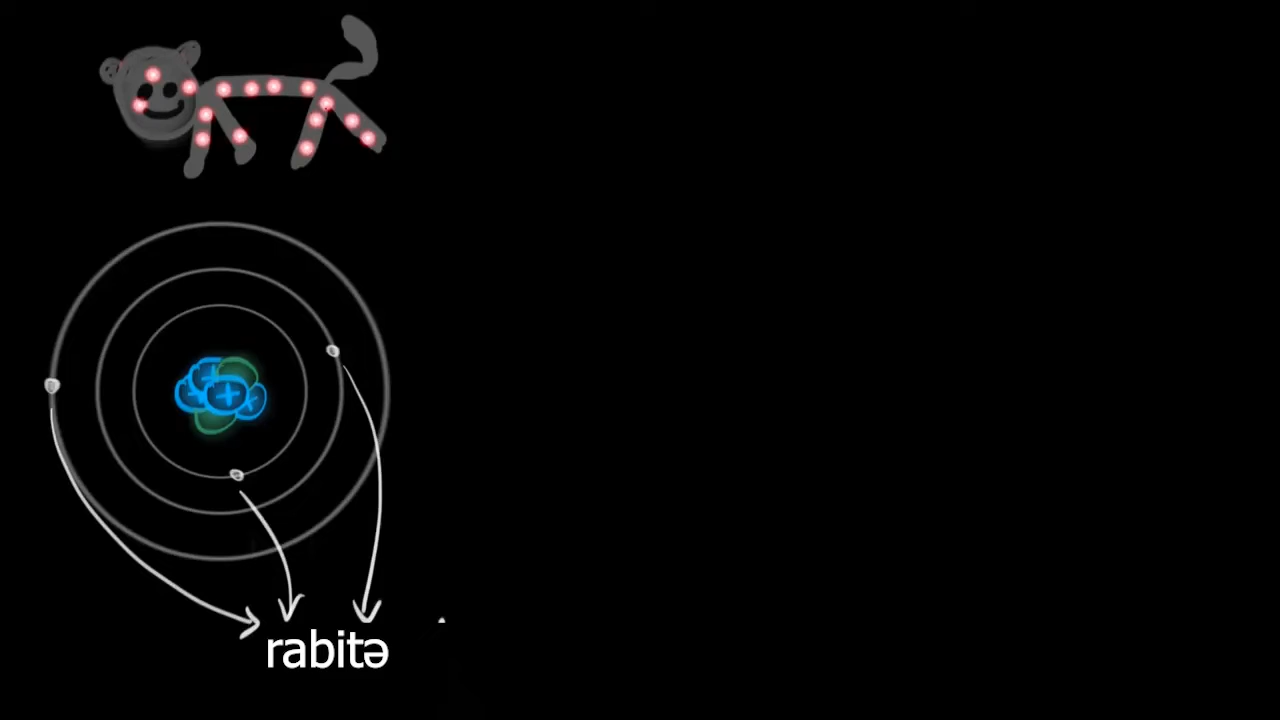 + + + +
rabitə